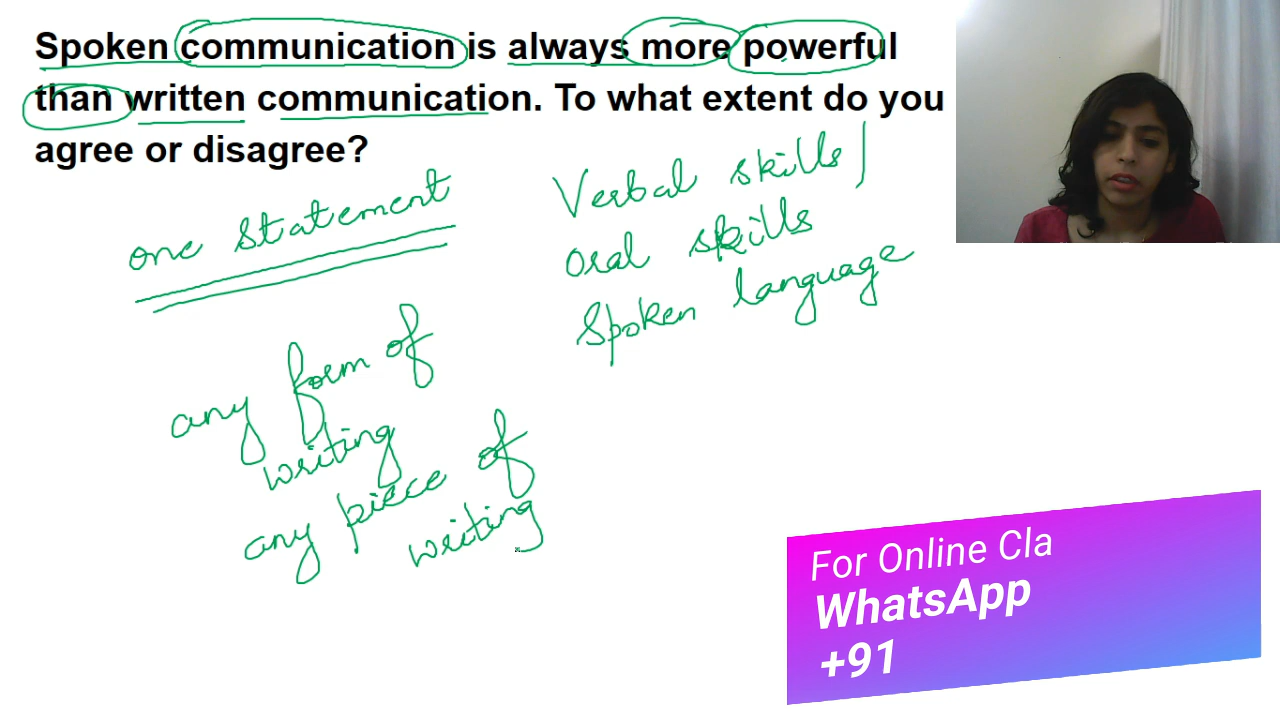 Spoken communication is always more powerful
than written communication. To what extent do you
agree or disagree?
one statement
Verbal skills/
oral skills
Spoken language
any form of
writing
any piece of
writing
For Online Cla
WhatsApp
+91